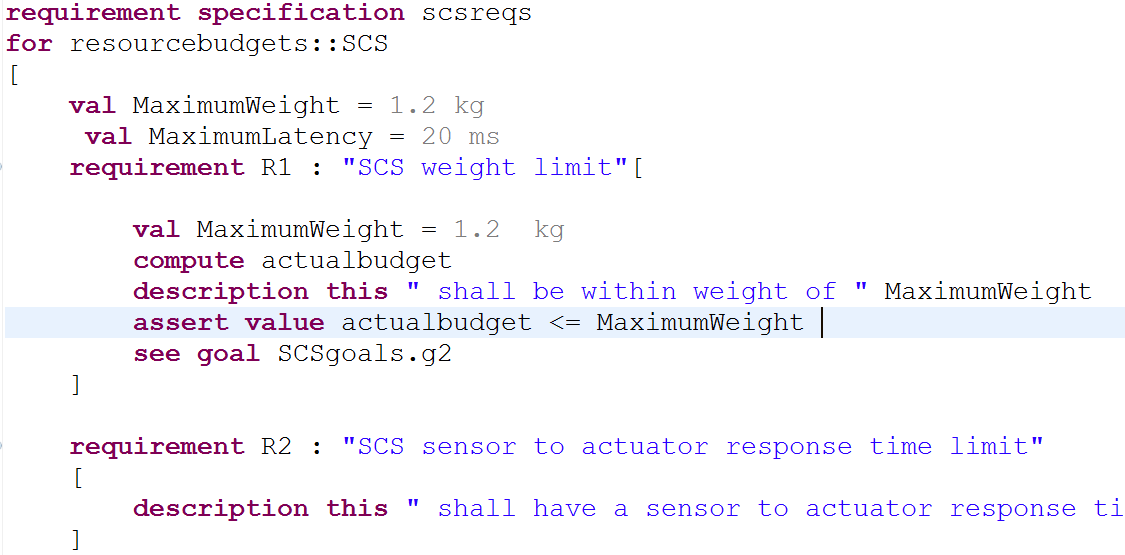 requirement specification scsreqs
for resourcebudgets::SCS
[
val MaximumWeight = 1.2 kg
val MaximumLatency = 20 ms
requirement R1 : "SCS weight limit"[
val MaximumWeight = 1.2  kg
compute actualbudget
description this " shall be within weight of " MaximumWeight
assert value actualbudget <= MaximumWeight
see goal SCSgoals.g2
]
requirement R2 : "SCS sensor to actuator response time limit"
[
description this " shall have a sensor to actuator response ti
]